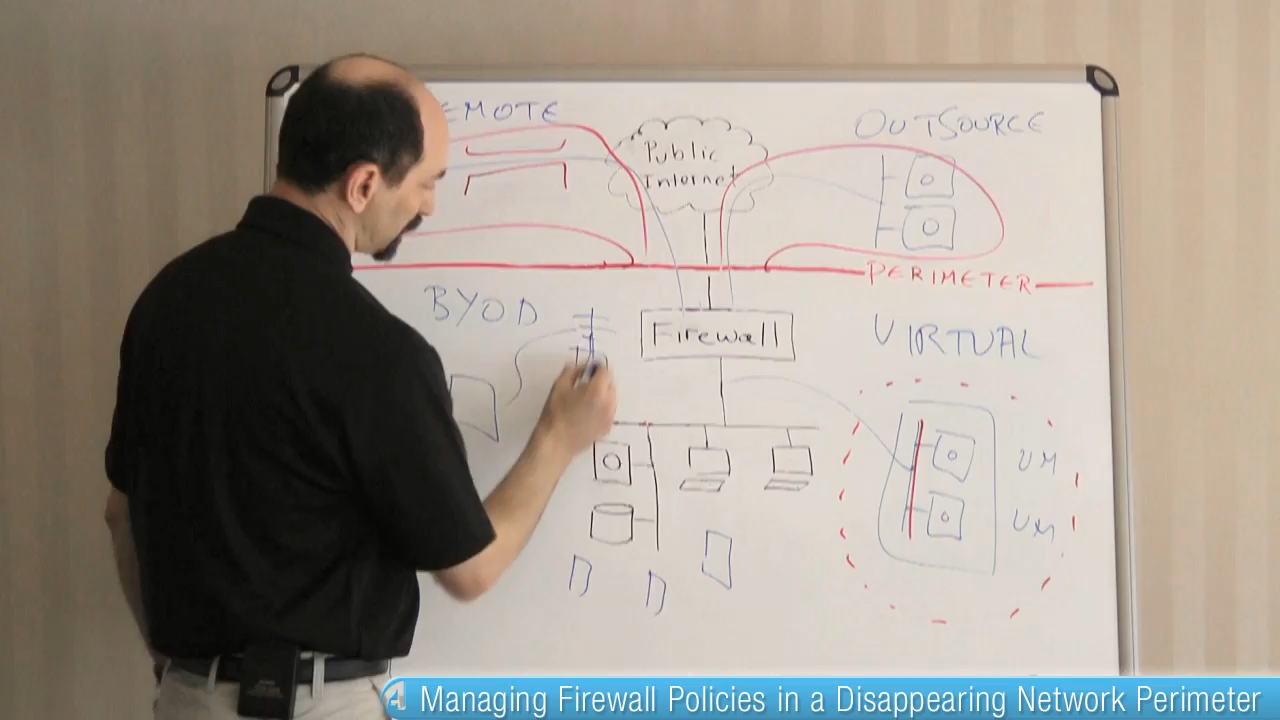 EMOTE
OUTSOURCE
Public
Internet
PERIMETER
BYOD
Firewall
VIRTUAL
VM
VM
Managing Firewall Policies in a Disappearing Network Perimeter